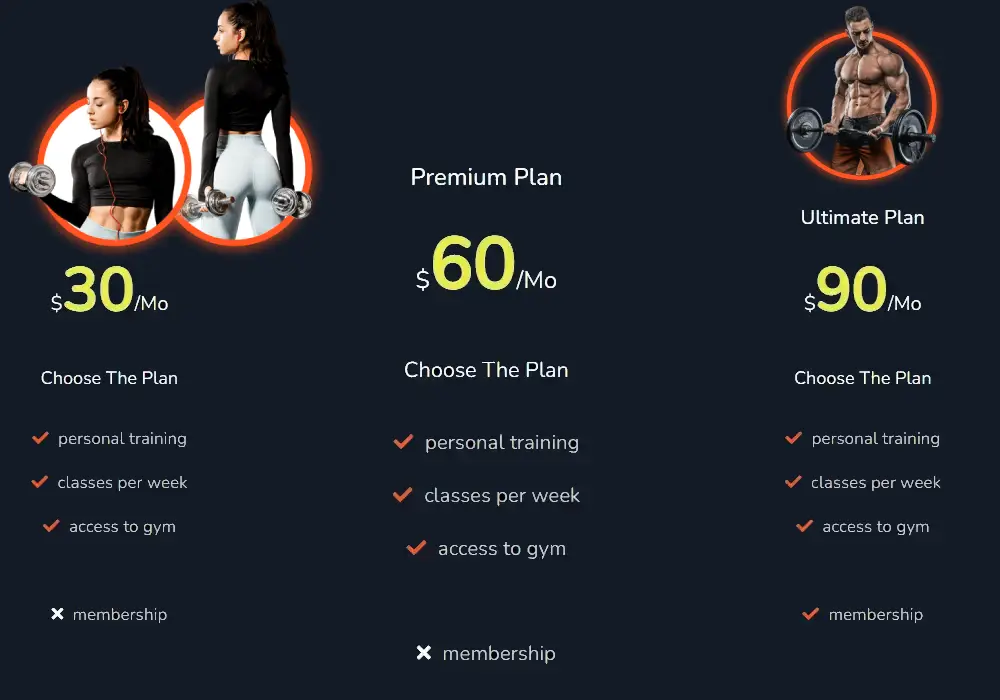 $30/Mo
Choose The Plan
personal training
classes per week
access to gym
membership
Premium Plan
$60/Mo
Choose The Plan
personal training
classes per week
access to gym
membership
Ultimate Plan
$90/Mo
Choose The Plan
personal training
classes per week
access to gym
membership